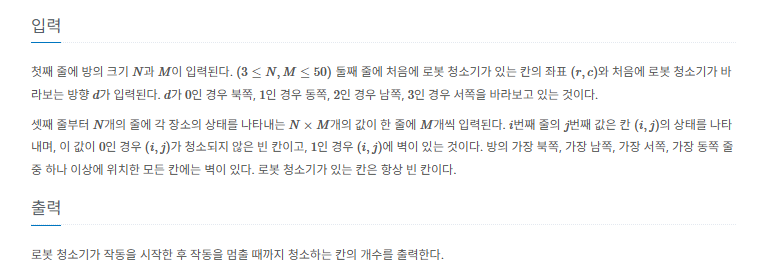 입력
첫째 줄에 방의 크기 N과 M이 입력된다. (3 ≤ N, M ≤ 50) 둘째 줄에 처음에 로봇 청소기가 있는 칸의 좌표 (r, c)와 처음에 로봇 청소기가 바
라보는 방향 d가 입력된다. d가 0인 경우 북쪽, 1인 경우 동쪽, 2인 경우 남쪽, 3인 경우 서쪽을 바라보고 있는 것이다.
셋째 줄부터 N개의 줄에 각 장소의 상태를 나타내는 N × M개의 값이 한 줄에 M개씩 입력된다. i번째 줄의 j번째 값은 칸 (i, j)의 상태를 나타
내며, 이 값이 0인 경우 (i, j)가 청소되지 않은 빈 칸이고, 1인 경우 (i, j)에 벽이 있는 것이다. 방의 가장 북쪽, 가장 남쪽, 가장 서쪽, 가장 동쪽 줄
중 하나 이상에 위치한 모든 칸에는 벽이 있다. 로봇 청소기가 있는 칸은 항상 빈 칸이다.
출력
로봇 청소기가 작동을 시작한 후 작동을 멈출 때까지 청소하는 칸의 개수를 출력한다.